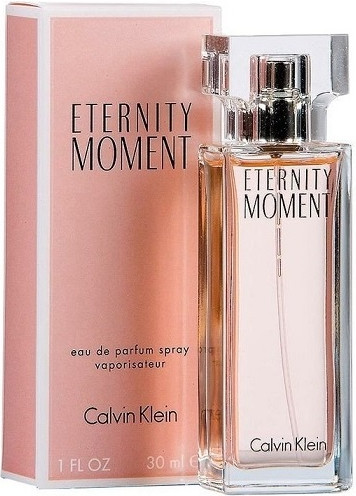 ETERNITY
MOMENT
eau de parfum spray
vaporisateur
Calvin Klein
1 FL OZ 30 ml e
ETERNITY
MOMENT
Calvin Klein